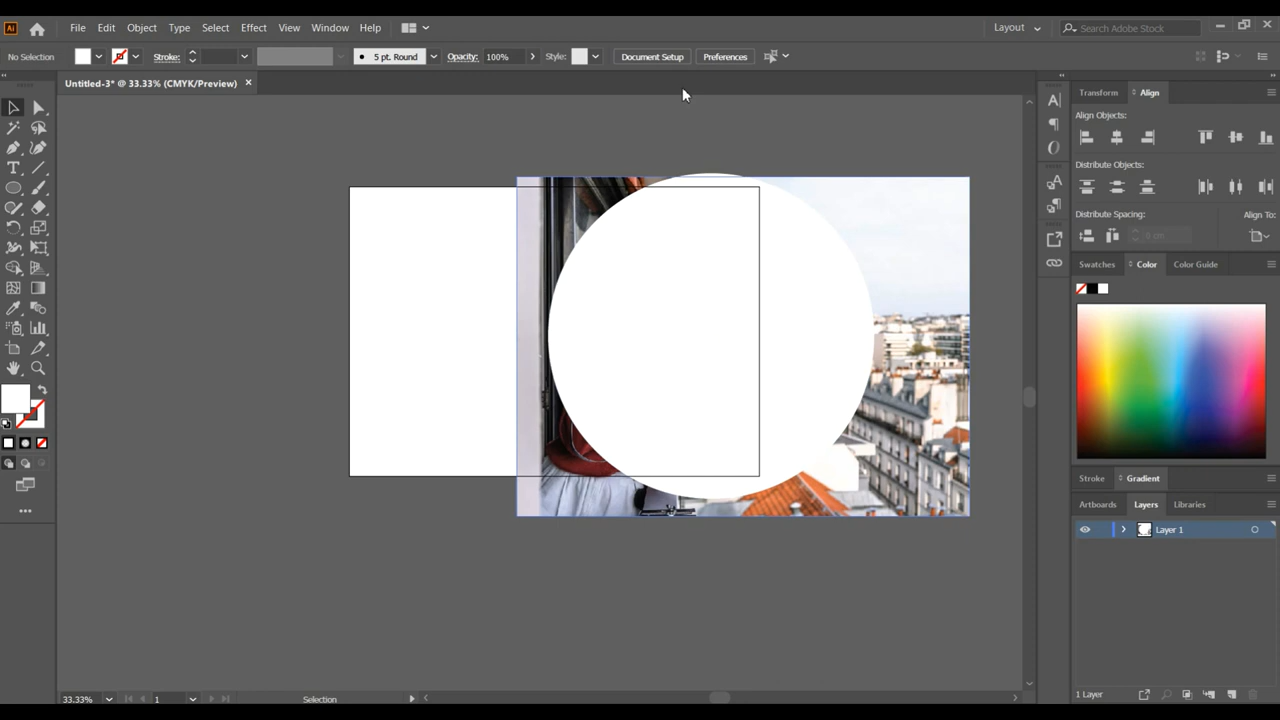 Ai
File Edit Object Type Select Effect View Window Help
Layout
Search Adobe Stock
No Selection
Stroke:
5 pt. Round
Opacity: 100%
Style:
Document Setup
Preferences
Untitled-3* @ 33.33% (CMYK/Preview)
Transform Align
Align Objects:
Distribute Objects:
Distribute Spacing: Align To:
0 cm
Swatches Color Color Guide
Stroke Gradient
Artboards Layers Libraries
Layer 1
1 Layer
33.33% 1 Selection